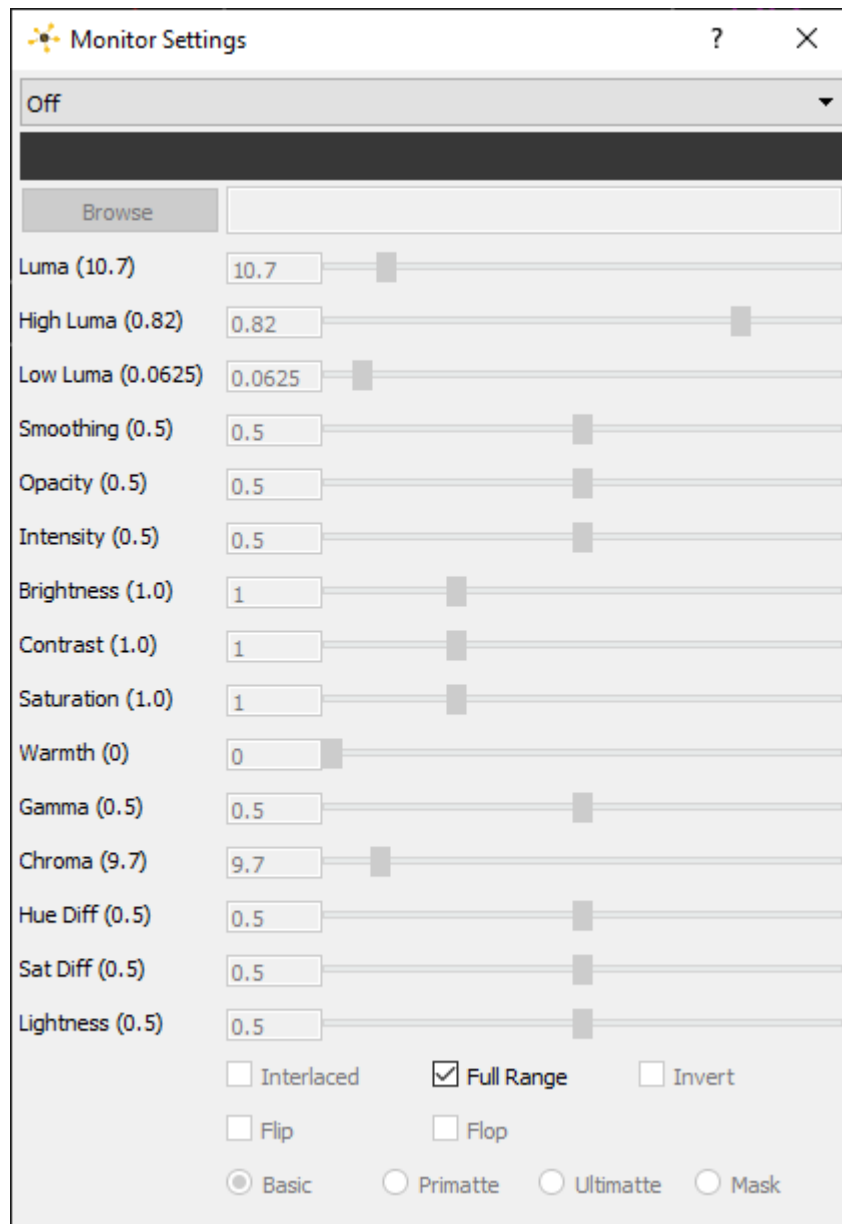 Monitor Settings ?
Off
Browse
Luma (10.7) 10.7
High Luma (0.82) 0.82
Low Luma (0.0625) 0.0625
Smoothing (0.5) 0.5
Opacity (0.5) 0.5
Intensity (0.5) 0.5
Brightness (1.0) 1
Contrast (1.0) 1
Saturation (1.0) 1
Warmth (0) 0
Gamma (0.5) 0.5
Chroma (9.7) 9.7
Hue Diff (0.5) 0.5
Sat Diff (0.5) 0.5
Lightness (0.5) 0.5
Interlaced Full Range Invert
Flip Flop
Basic Primatte Ultimatte Mask